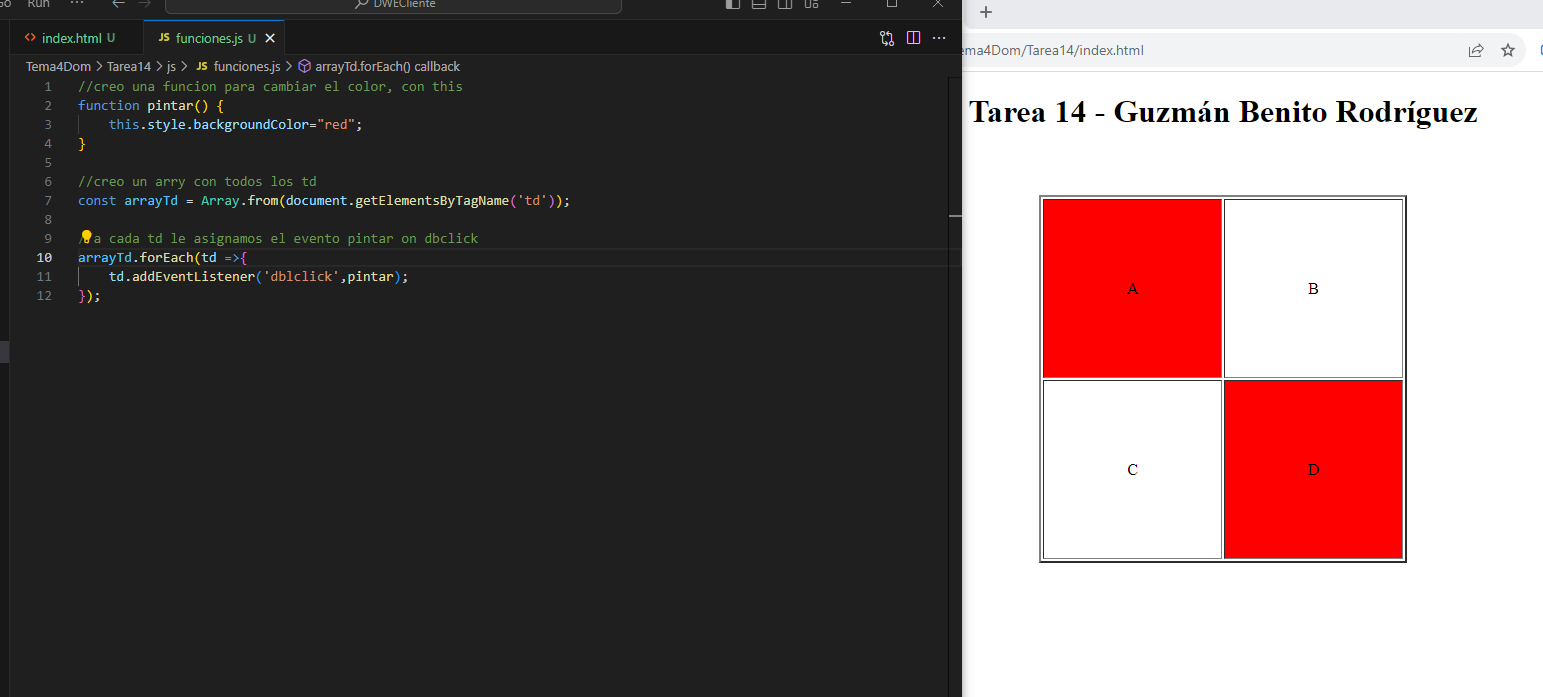 Run ··· DWECliente
index.html U JS funciones.js U
Tema4Dom > Tarea14 > js > JS funciones.js > arrayTd.forEach() callback
1 //creo una funcion para cambiar el color, con this
2 function pintar() {
3 this.style.backgroundColor="red";
4 }
5
6 //creo un arry con todos los td
7 const arrayTd = Array.from(document.getElementsByTagName('td'));
8
9 a cada td le asignamos el evento pintar on dbclick
10 arrayTd.forEach(td =>{
11 td.addEventListener('dblclick',pintar);
12 });
ema4Dom/Tarea14/index.html
Tarea 14 - Guzmán Benito Rodríguez
A B
C D